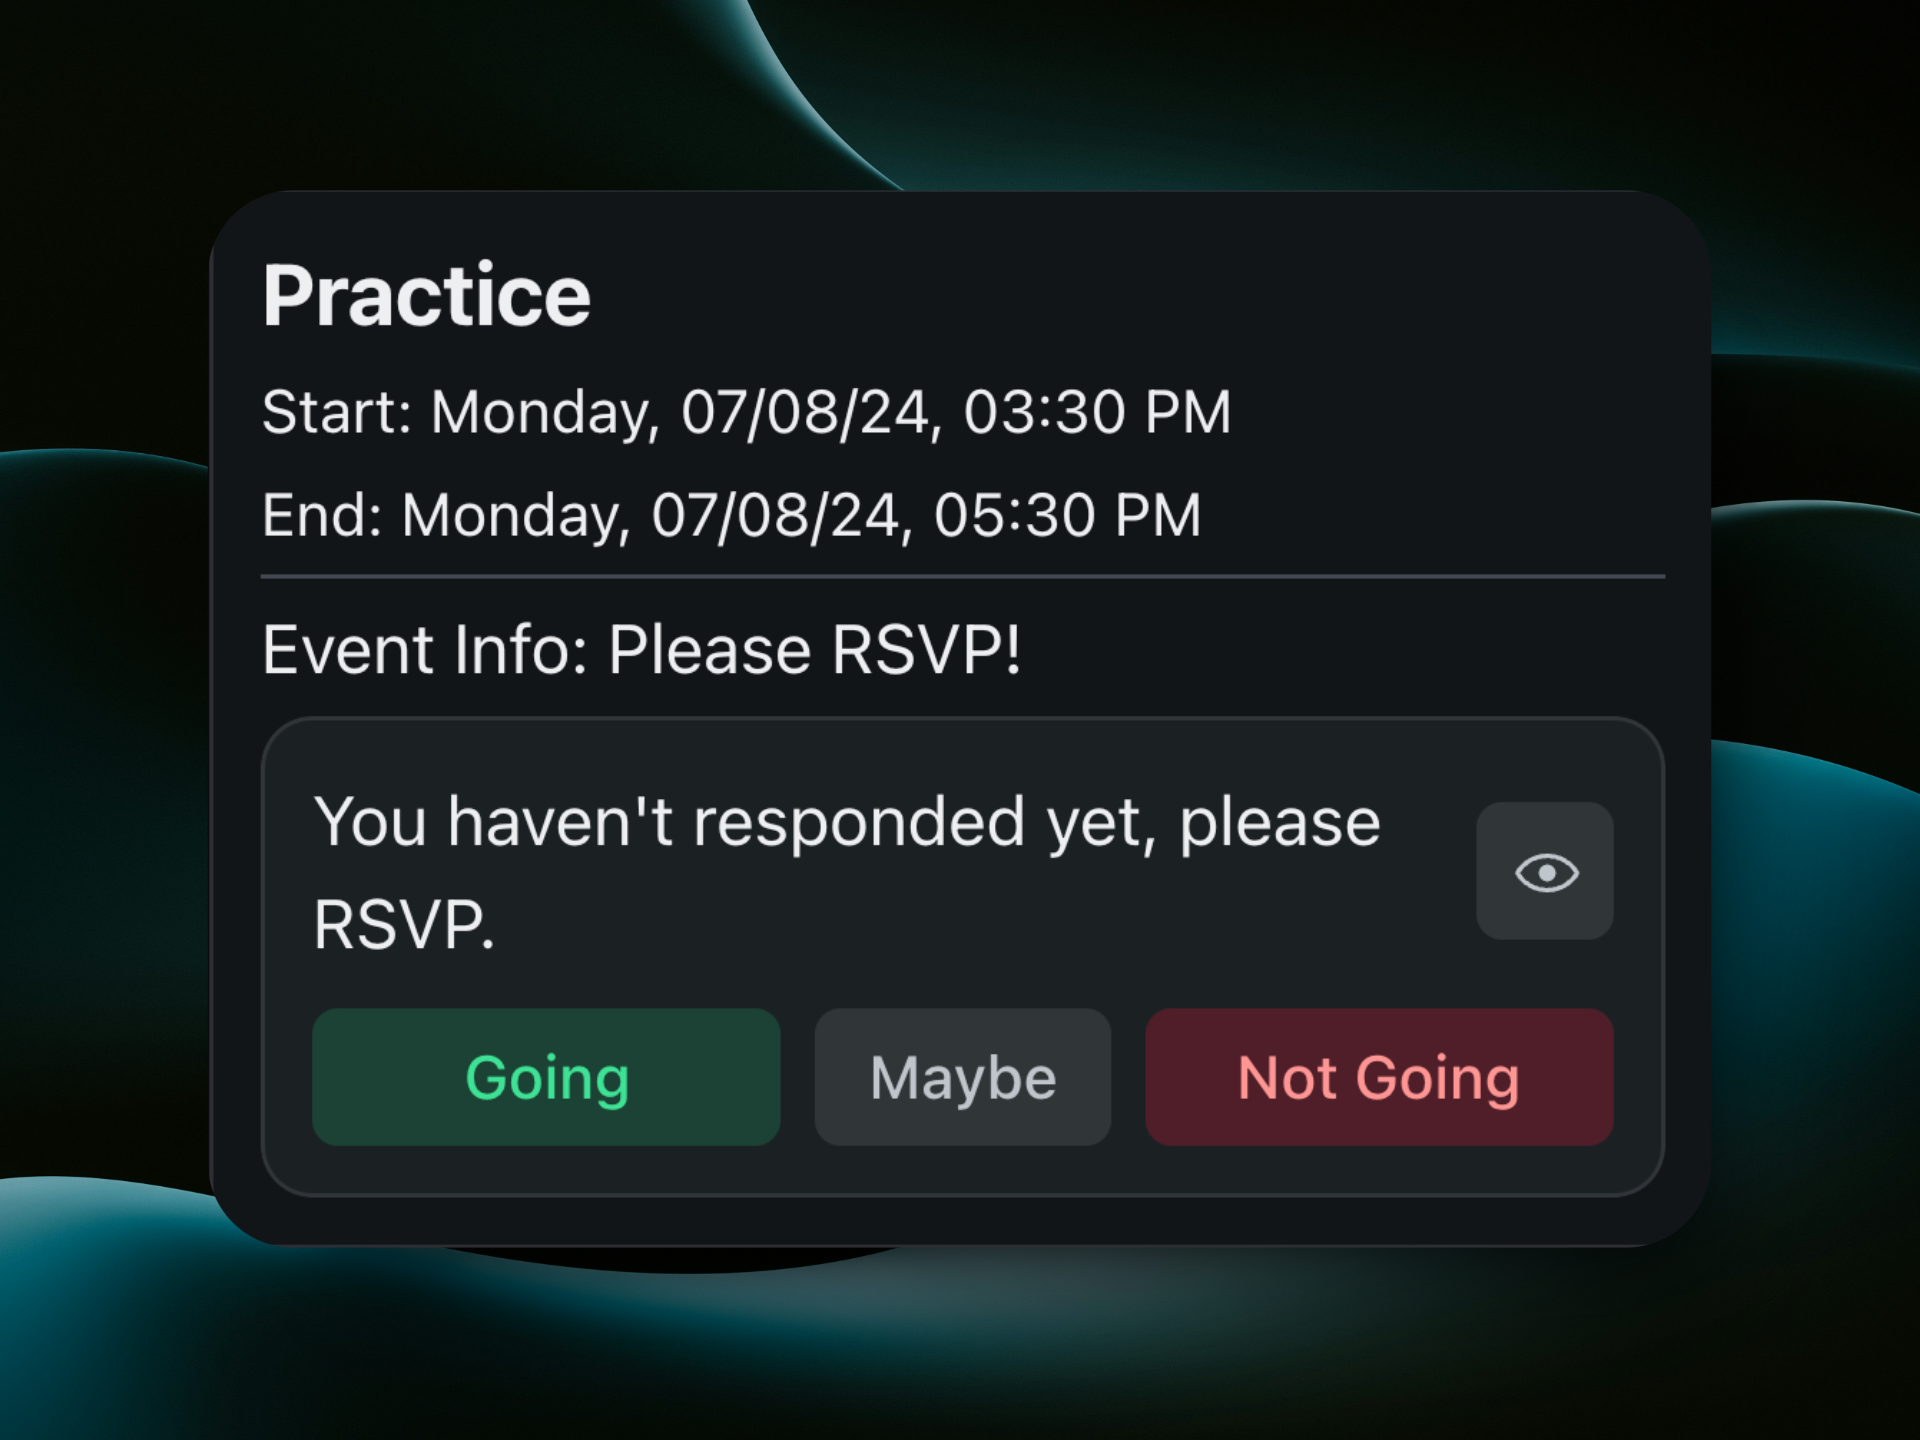 Practice
Start: Monday, 07/08/24, 03:30 PM
End: Monday, 07/08/24, 05:30 PM
Event Info: Please RSVP!
You haven't responded yet, please
RSVP.
Going
Maybe
Not Going